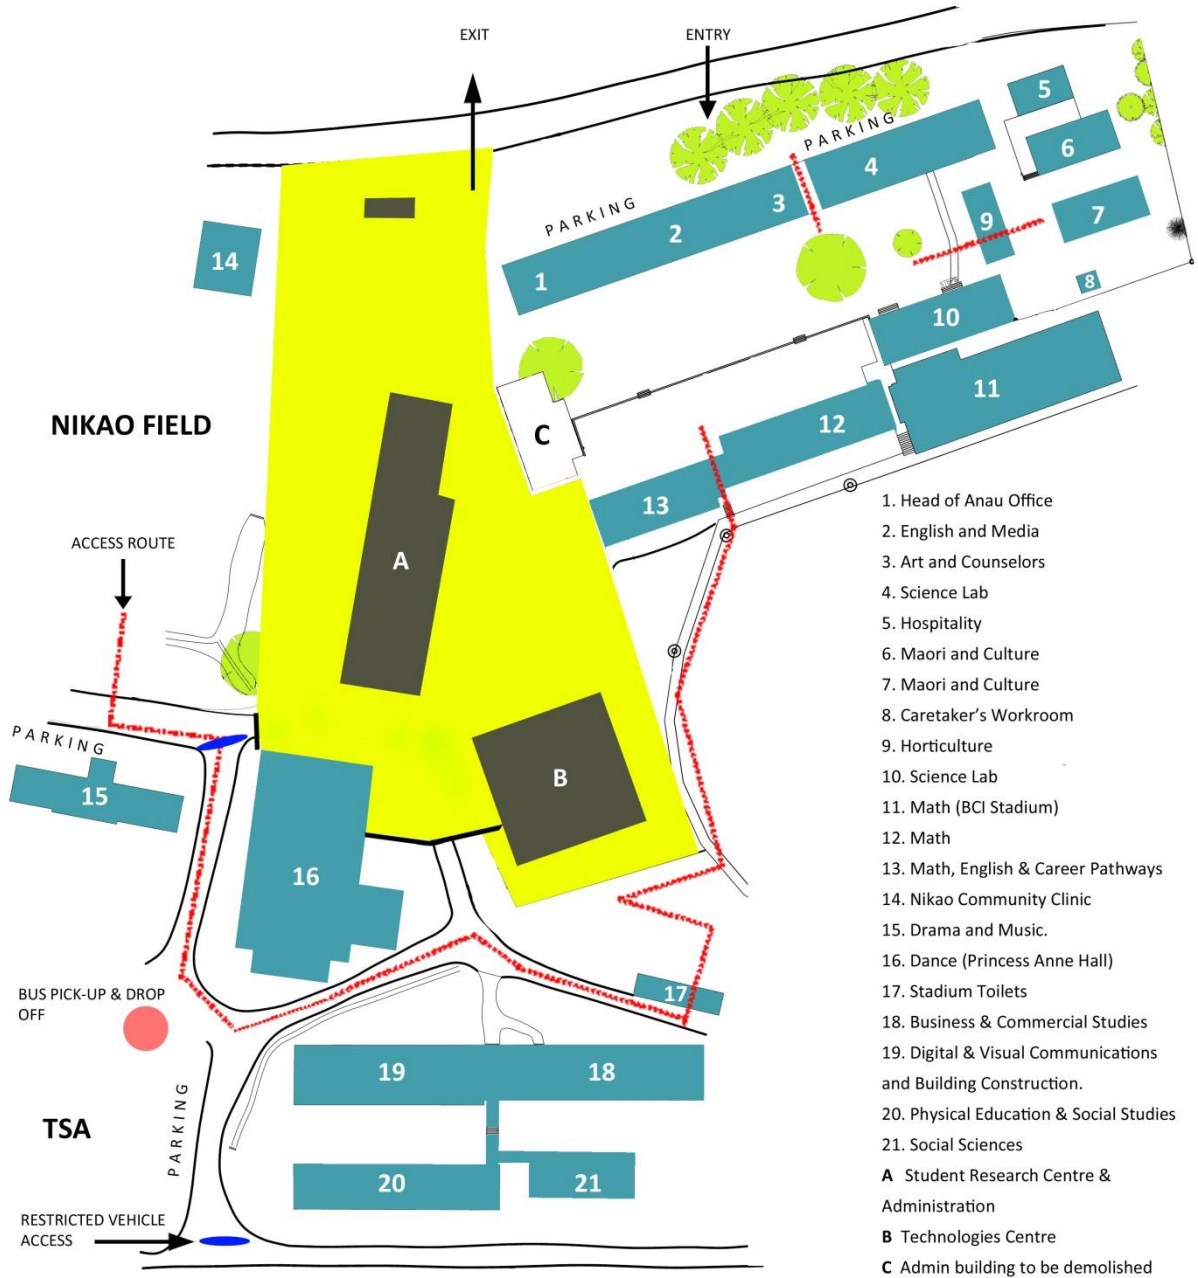 EXIT
ENTRY
PARKING
PARKING
5
6
4
3
2
1
9
7
8
14
10
11
12
13
C
NIKAO FIELD
ACCESS ROUTE
A
B
PARKING
15
16
17
BUS PICK-UP & DROP
OFF
19
18
TSA
PARKING
20
21
RESTRICTED VEHICLE
ACCESS
1. Head of Anau Office
2. English and Media
3. Art and Counselors
4. Science Lab
5. Hospitality
6. Maori and Culture
7. Maori and Culture
8. Caretaker's Workroom
9. Horticulture
10. Science Lab
11. Math (BCI Stadium)
12. Math
13. Math, English & Career Pathways
14. Nikao Community Clinic
15. Drama and Music.
16. Dance (Princess Anne Hall)
17. Stadium Toilets
18. Business & Commercial Studies
19. Digital & Visual Communications
and Building Construction.
20. Physical Education & Social Studies
21. Social Sciences
A Student Research Centre &
Administration
B Technologies Centre
C Admin building to be demolished